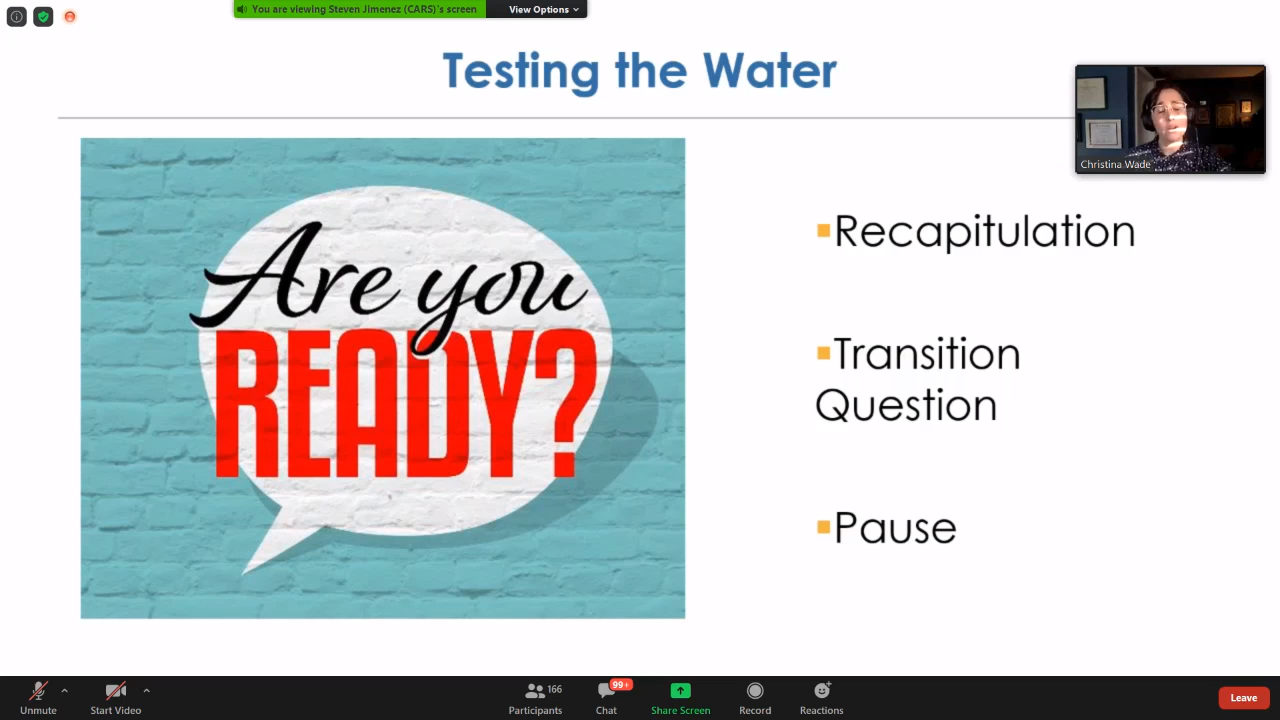 You are viewing Steven Jimenez (CARS)'s screen
View Options
Testing the Water
Christina Wade
Are you
READY?
Recapitulation
Transition
Question
Pause
Unmute
Start Video
166
Participants
99+
Chat
Share Screen
Record
Reactions
Leave